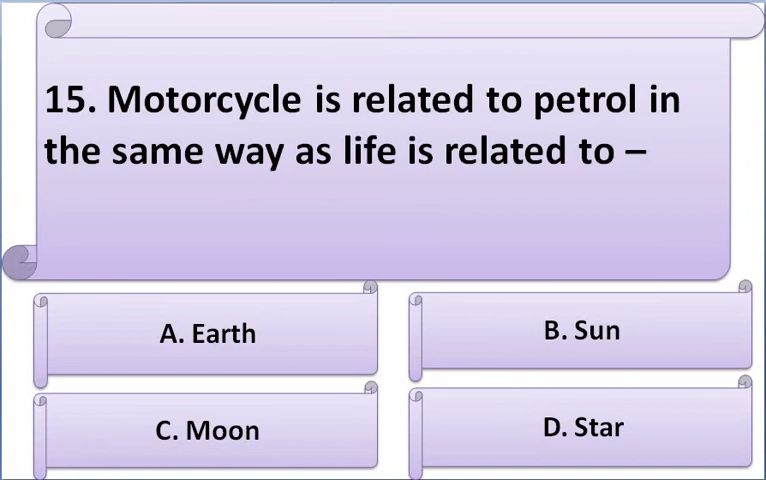 15. Motorcycle is related to petrol in
the same way as life is related to –
A. Earth
B. Sun
C. Moon
D. Star